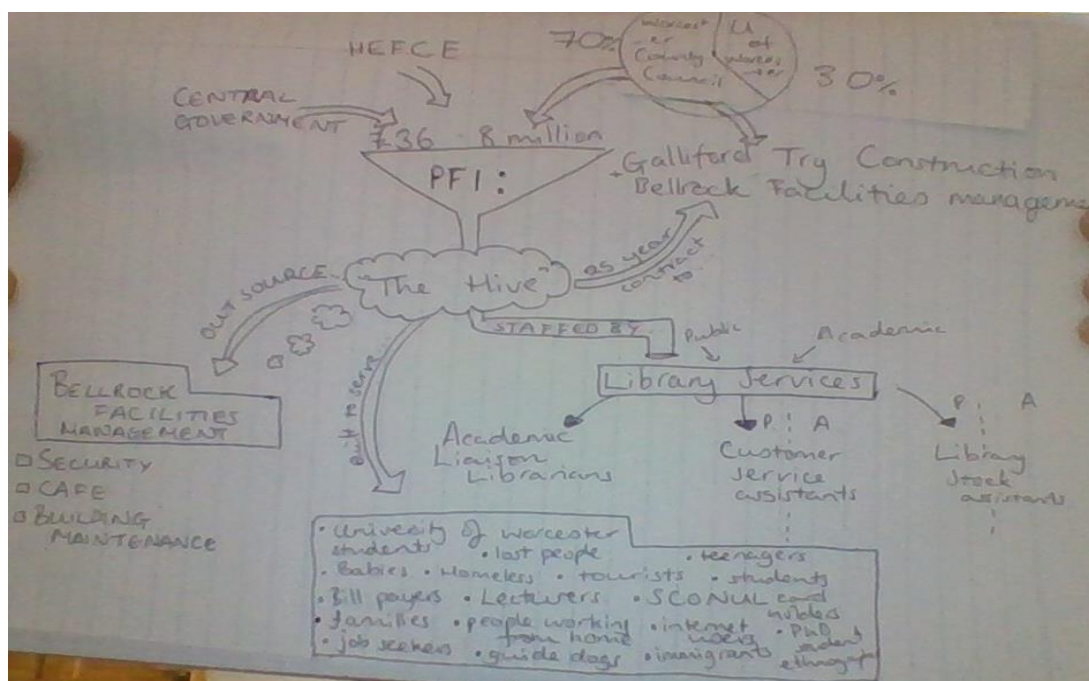 HEFCE
70%
Worcest
er
County
Council
U
of
Worces
ter
30%
CENTRAL
GOVERNMENT
£36 8 million
PFI:
Galliford Try Construction
+ Bellrock Facilities manageme
"The Hive"
25 year
contract
to...
OUTSOURCE...
STAFFED BY...
Public
Academic
Library Services
BELLROCK
FACILITIES
MANAGEMENT
SECURITY
CAFE
BUILDING
MAINTENANCE
Built to serve...
Academic
Liaison
Librarians
P A
Customer
service
assistants
P A
Library
Stock
assistants
• University of Worcester
students
• lost people
• teenagers
• Babies • Homeless • tourists • students
• Bill payers • Lecturers • SCONUL card
holders
• families • people working
from home
• internet
users
• PhD
student
ethnographer
• job seekers • guide dogs • immigrants